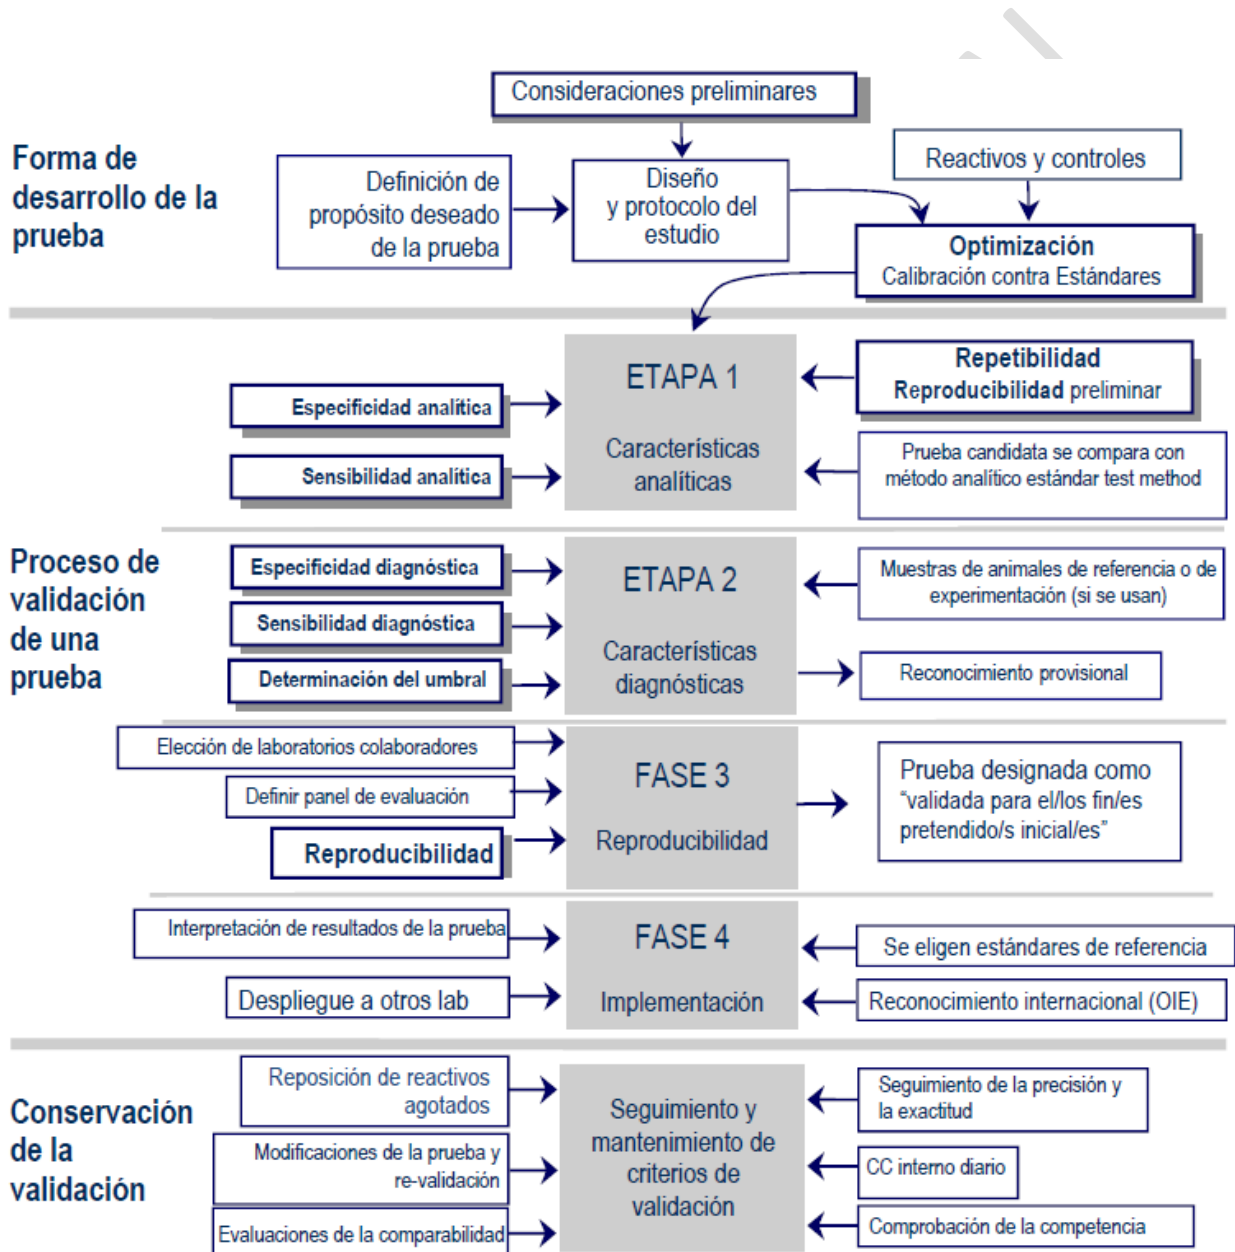 Consideraciones preliminares
Forma de
desarrollo de la
prueba
Definición de
propósito deseado
de la prueba
Diseño
y protocolo del
estudio
Reactivos y controles
Optimización
Calibración contra Estándares
Proceso de
validación
de una
prueba
ETAPA 1
Características
analíticas
Especificidad analítica
Sensibilidad analítica
Repetibilidad
Reproducibilidad preliminar
Prueba candidata se compara con
método analítico estándar test method
ETAPA 2
Características
diagnósticas
Especificidad diagnóstica
Sensibilidad diagnóstica
Determinación del umbral
Muestras de animales de referencia o de
experimentación (si se usan)
Reconocimiento provisional
FASE 3
Reproducibilidad
Elección de laboratorios colaboradores
Definir panel de evaluación
Reproducibilidad
Prueba designada como
“validada para el/los fin/es
pretendido/s inicial/es”
FASE 4
Implementación
Interpretación de resultados de la prueba
Despliegue a otros lab
Se eligen estándares de referencia
Reconocimiento internacional (OIE)
Conservación
de la
validación
Reposición de reactivos
agotados
Modificaciones de la prueba y
re-validación
Evaluaciones de la comparabilidad
Seguimiento y
mantenimiento de
criterios de
validación
Seguimiento de la precisión y
la exactitud
CC interno diario
Comprobación de la competencia